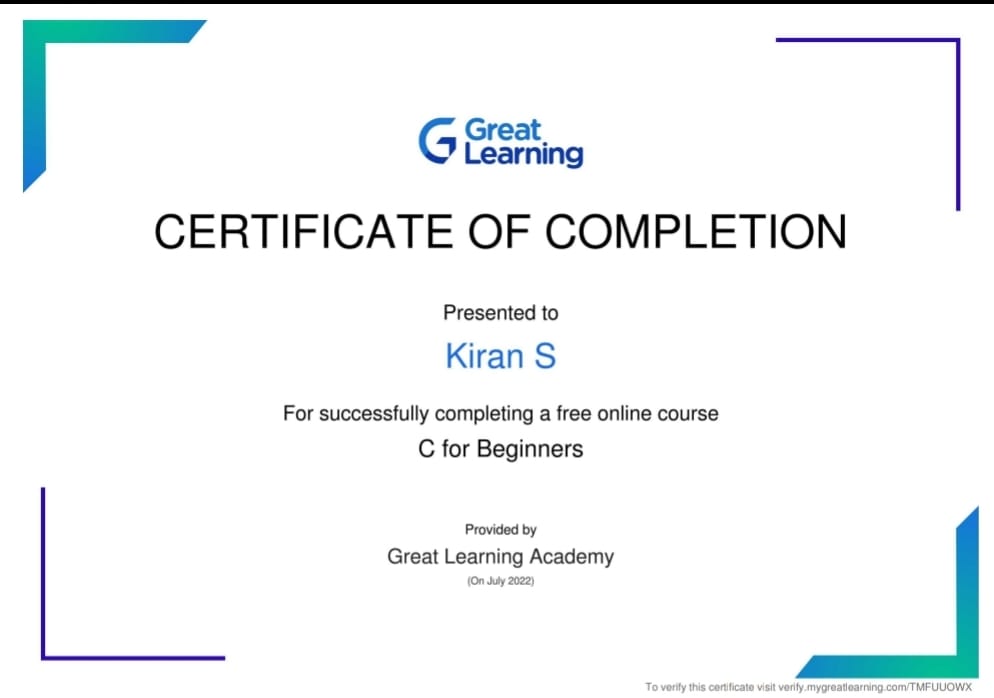 Great
Learning
CERTIFICATE OF COMPLETION
Presented to
Kiran S
For successfully completing a free online course
C for Beginners
Provided by
Great Learning Academy
(On July 2022)
To verify this certificate visit verify.mygreatlearning.com/TMFUUOWX